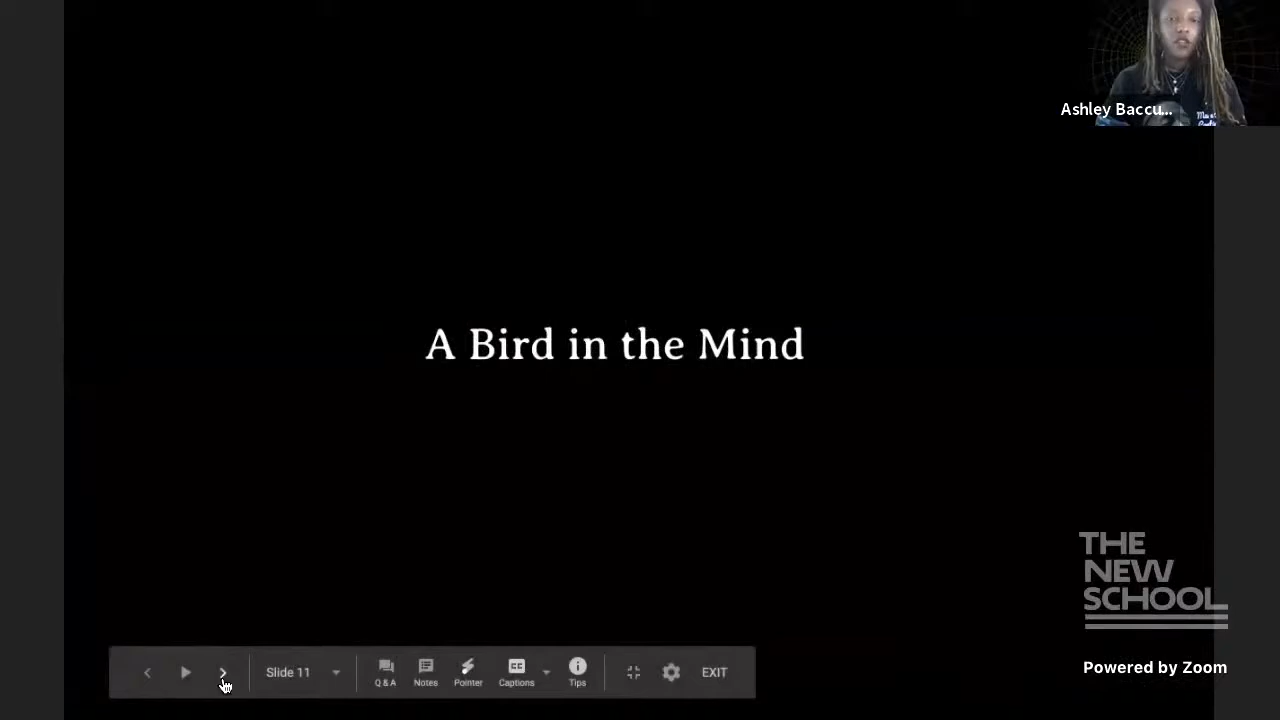 Ashley Baccu...
A Bird in the Mind
THE
NEW
SCHOOL
Slide 11
Q & A
Notes
Pointer
Captions
Tips
EXIT
Powered by Zoom